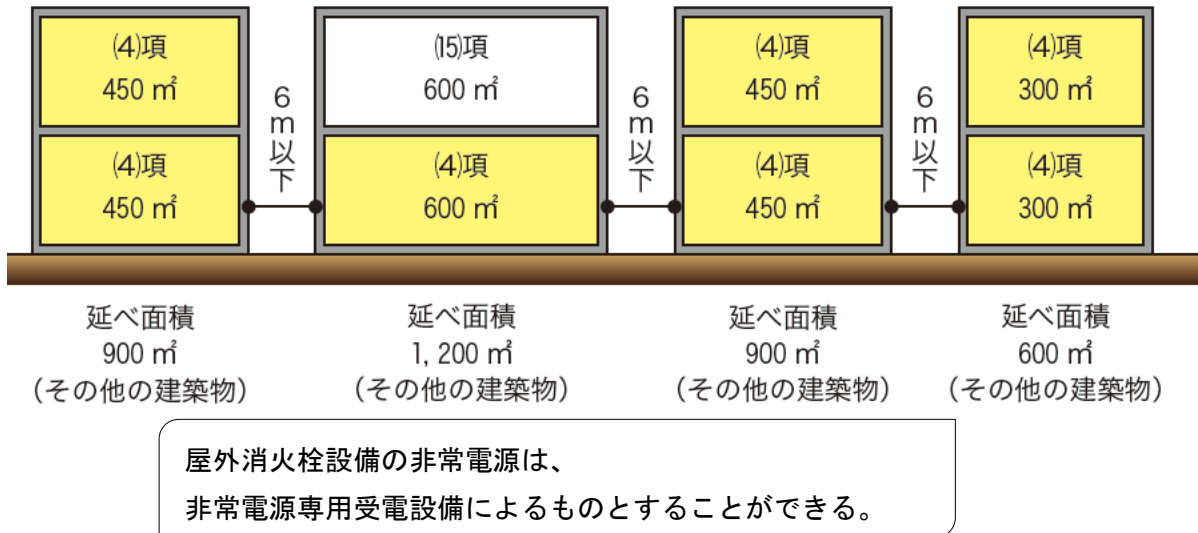 ⑷項
450 ㎡
⑷項
450 ㎡
6m以下
⒂項
600 ㎡
⑷項
600 ㎡
6m以下
⑷項
450 ㎡
⑷項
450 ㎡
6m以下
⑷項
300 ㎡
⑷項
300 ㎡
延べ面積
900 ㎡
(その他の建築物)
延べ面積
1, 200 ㎡
(その他の建築物)
延べ面積
900 ㎡
(その他の建築物)
延べ面積
600 ㎡
(その他の建築物)
屋外消火栓設備の非常電源は、
非常電源専用受電設備によるものとすることができる。